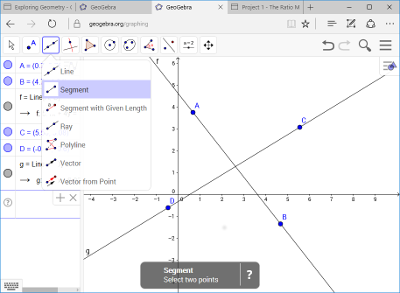 Exploring Geometry - G
GeoGebra
GeoGebra
Project 1 - The Ratio M
geogebra.org/graphing
A
a=2
A = (0.
B = (4.
f = Line
C = (5.
D = (-0
g = Line
g:
Line
Segment
Segment with Given Length
Ray
Polyline
Vector
Vector from Point
f
6
5
4
3
2
1
0
-4 -3 -2 -1 1 2 3 4 5 6 7 8 9
-1
-2
-3
A
C
D
B
g
Segment
Select two points
?
?